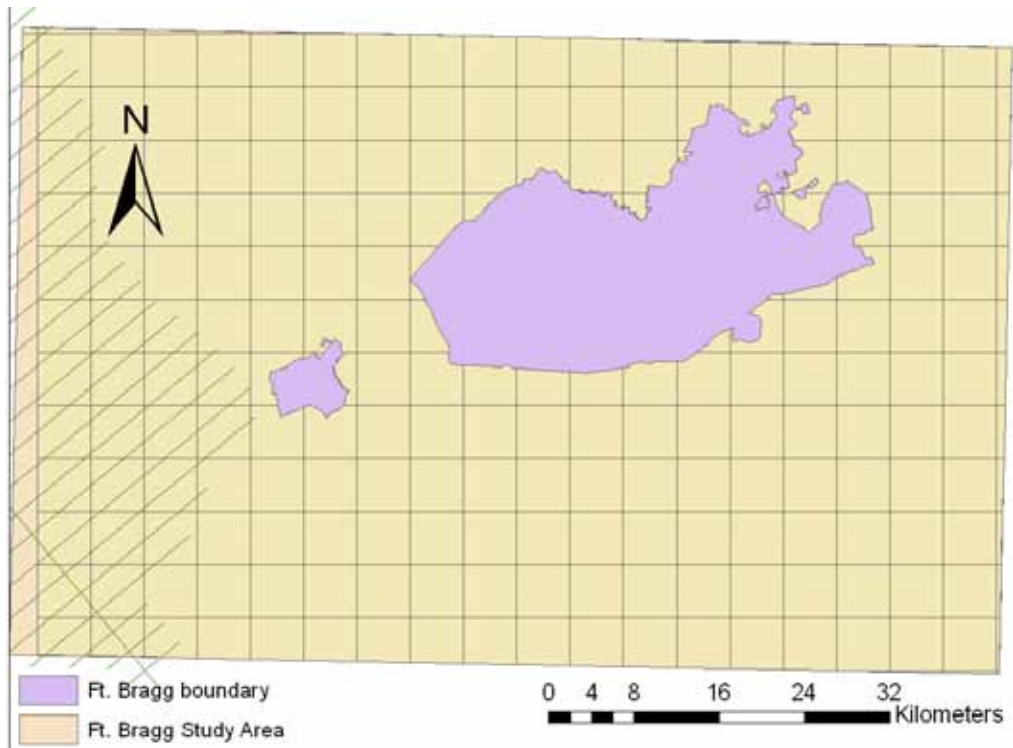 N
Ft. Bragg boundary
Ft. Bragg Study Area
0 4 8 16 24 32
Kilometers